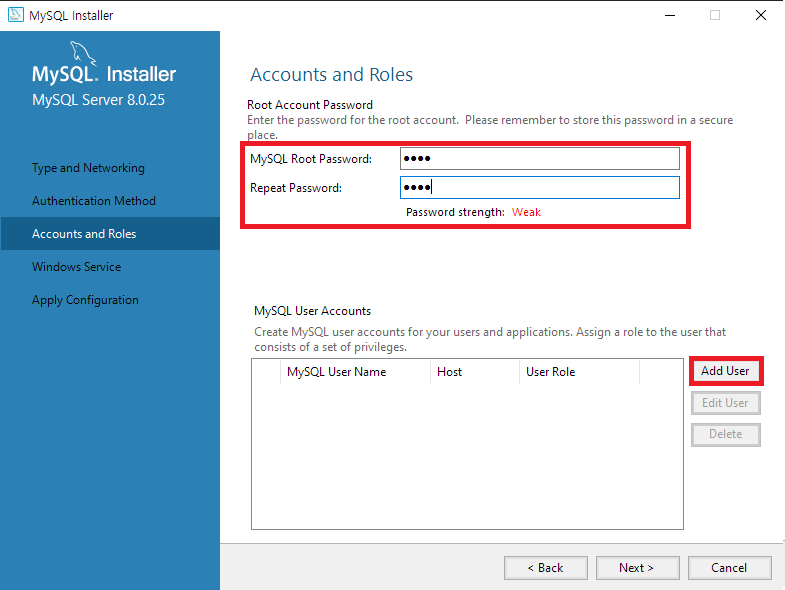 MySQL Installer
MySQL. Installer
MySQL Server 8.0.25
Type and Networking
Authentication Method
Accounts and Roles
Windows Service
Apply Configuration
Accounts and Roles
Root Account Password
Enter the password for the root account. Please remember to store this password in a secure
place.
MySQL Root Password: ●●●●
Repeat Password: ●●●●
Password strength: Weak
MySQL User Accounts
Create MySQL user accounts for your users and applications. Assign a role to the user that
consists of a set of privileges.
MySQL User Name Host User Role
Add User
Edit User
Delete
< Back Next > Cancel